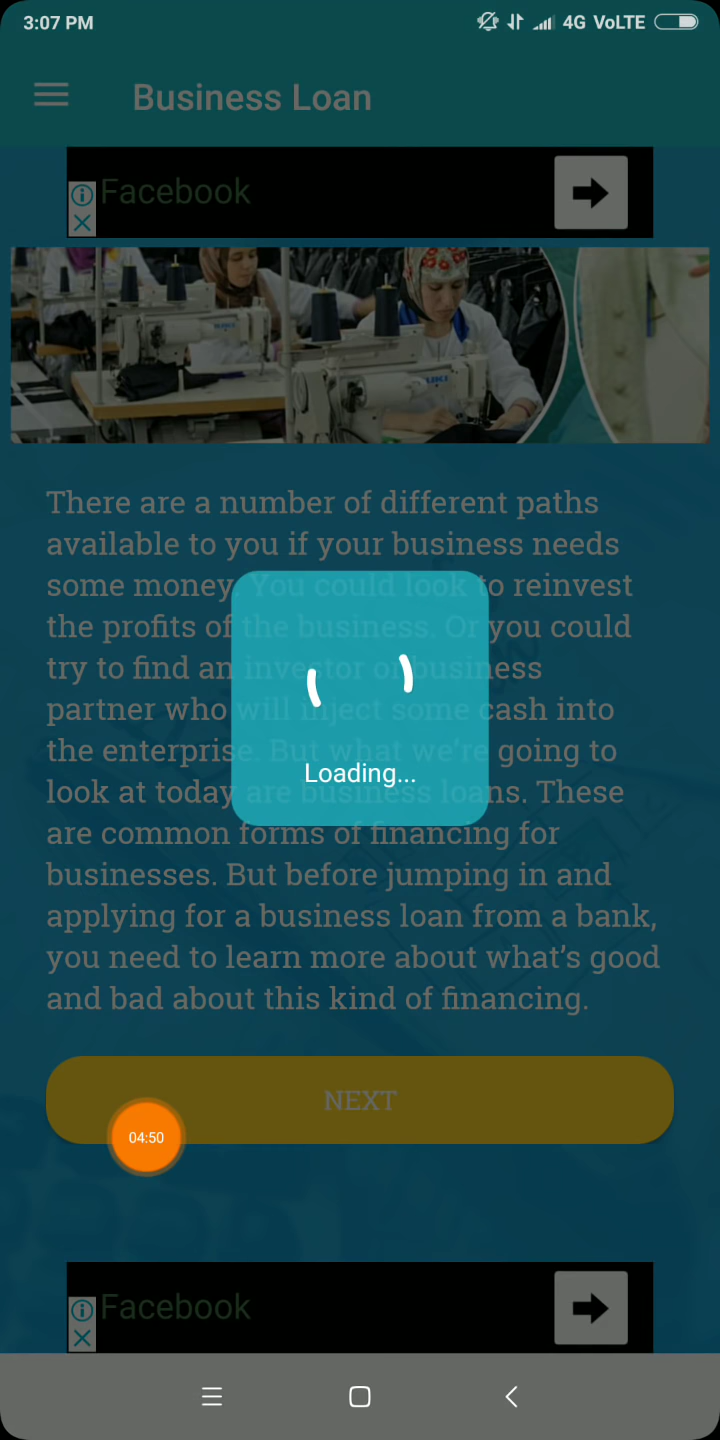 3:07 PM
4G VoLTE
Business Loan
Facebook
There are a number of different paths
available to you if your business needs
some money. You could look to reinvest
the profits of the business. Or you could
try to find an investor or business
partner who will inject some cash into
the enterprise. But what we're going to
look at today are business loans. These
are common forms of financing for
businesses. But before jumping in and
applying for a business loan from a bank,
you need to learn more about what's good
and bad about this kind of financing.
Loading...
NEXT
04:50
Facebook